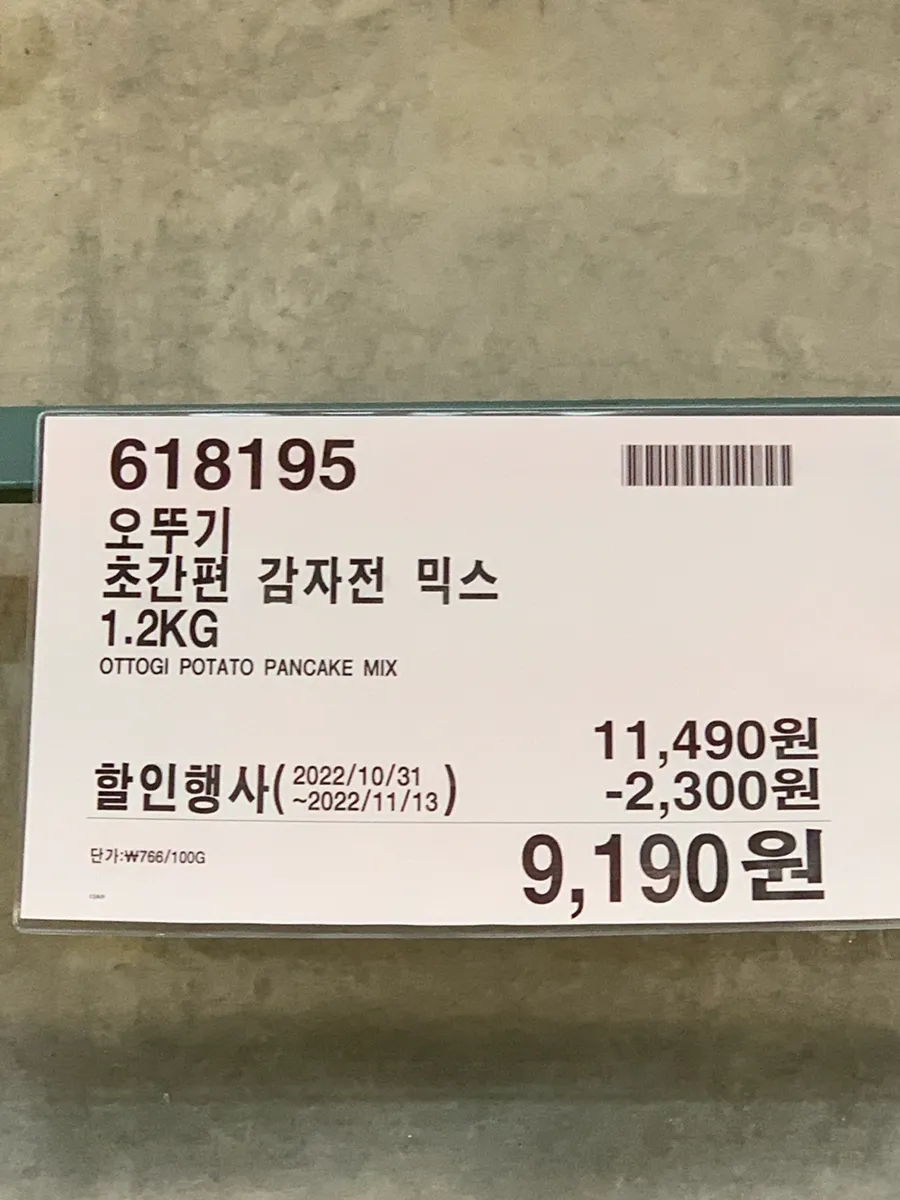 618195
오뚜기
초간편 감자전 믹스
1.2KG
OTTOGI POTATO PANCAKE MIX
11,490원
할인행사(2022/10/31
~2022/11/13)
-2,300원
단가:₩766/100G
9,190원